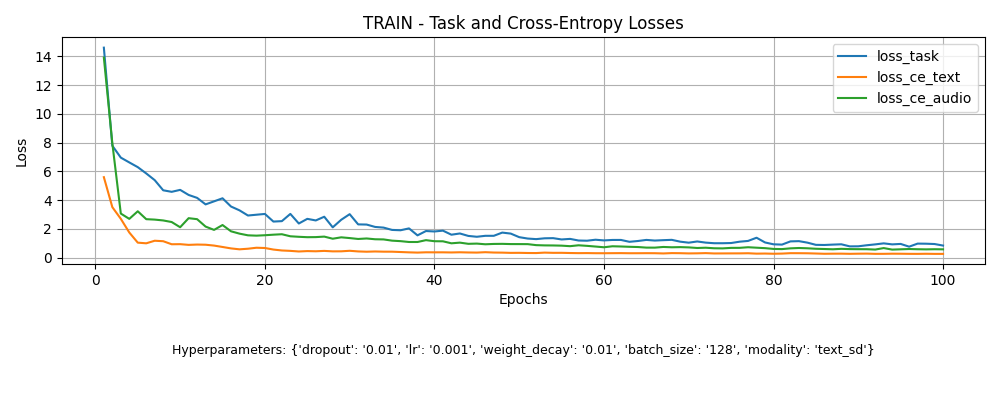 TRAIN - Task and Cross-Entropy Losses
loss_task
loss_ce_text
loss_ce_audio
Loss
14
12
10
8
6
4
2
0
0 20 40 60 80 100
Epochs
Hyperparameters: {'dropout': '0.01', 'lr': '0.001', 'weight_decay': '0.01', 'batch_size': '128', 'modality': 'text_sd'}